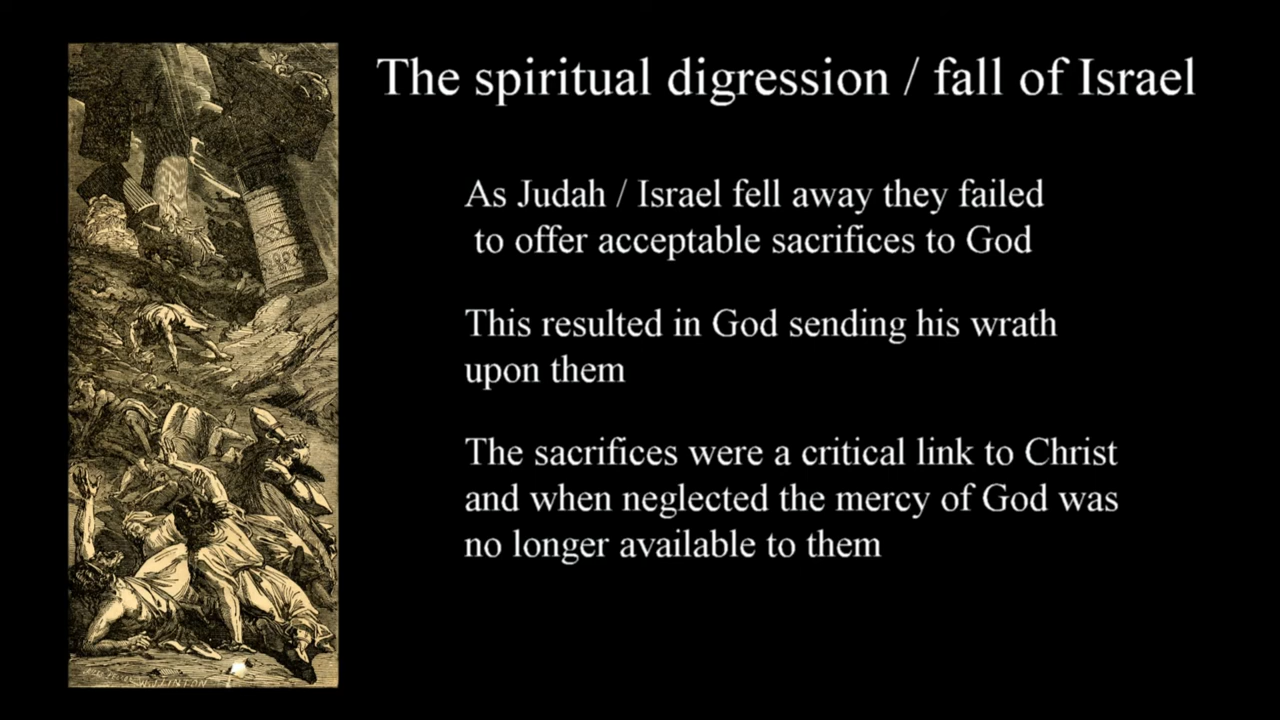 The spiritual digression / fall of Israel
As Judah / Israel fell away they failed
to offer acceptable sacrifices to God
This resulted in God sending his wrath
upon them
The sacrifices were a critical link to Christ
and when neglected the mercy of God was
no longer available to them
W.J.LINTON